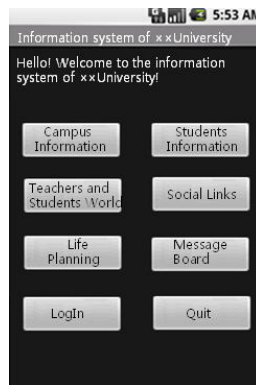 5:53 AM
Information system of ××University
Hello! Welcome to the information
system of ××University!
Campus
Information
Students
Information
Teachers and
Students World
Social Links
Life
Planning
Message
Board
LogIn
Quit